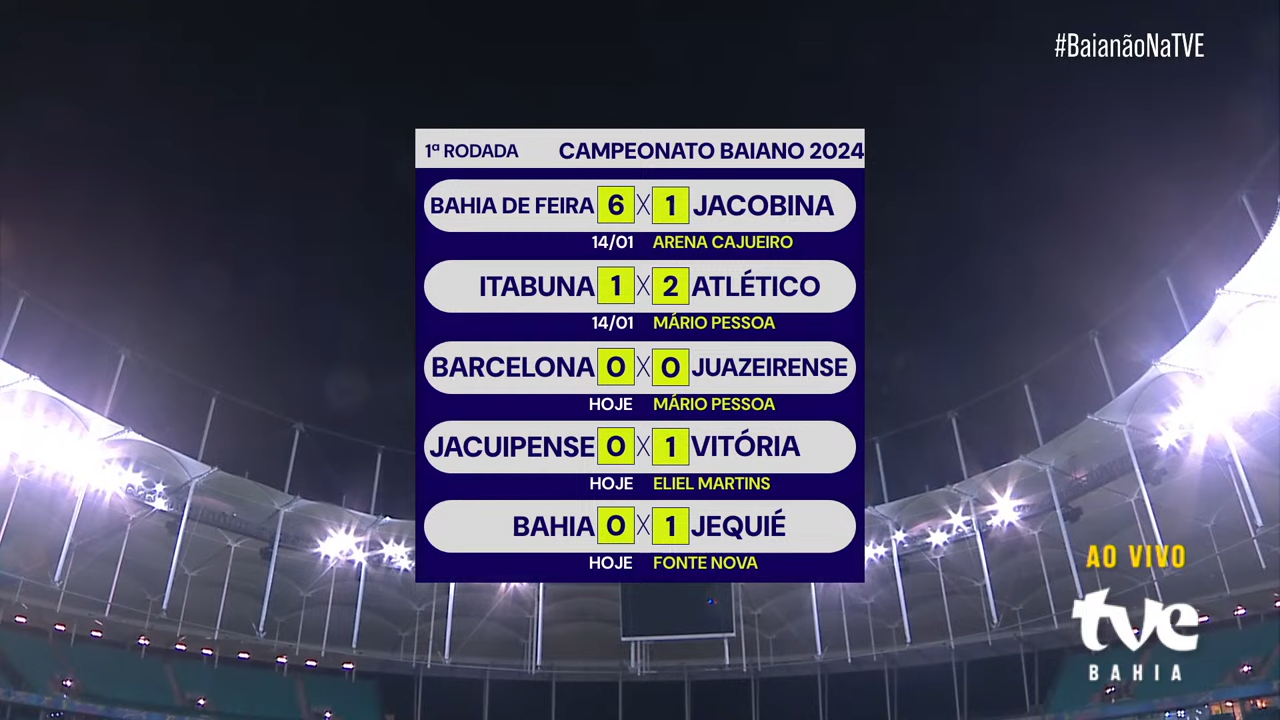 #BaianãoNaTVE
1ª RODADA CAMPEONATO BAIANO 2024
BAHIA DE FEIRA 6 X 1 JACOBINA
14/01 ARENA CAJUEIRO
ITABUNA 1 X 2 ATLÉTICO
14/01 MÁRIO PESSOA
BARCELONA 0 X 0 JUAZEIRENSE
HOJE MÁRIO PESSOA
JACUIPENSE 0 X 1 VITÓRIA
HOJE ELIEL MARTINS
BAHIA 0 X 1 JEQUIÉ
HOJE FONTE NOVA
AO VIVO
tve
BAHIA